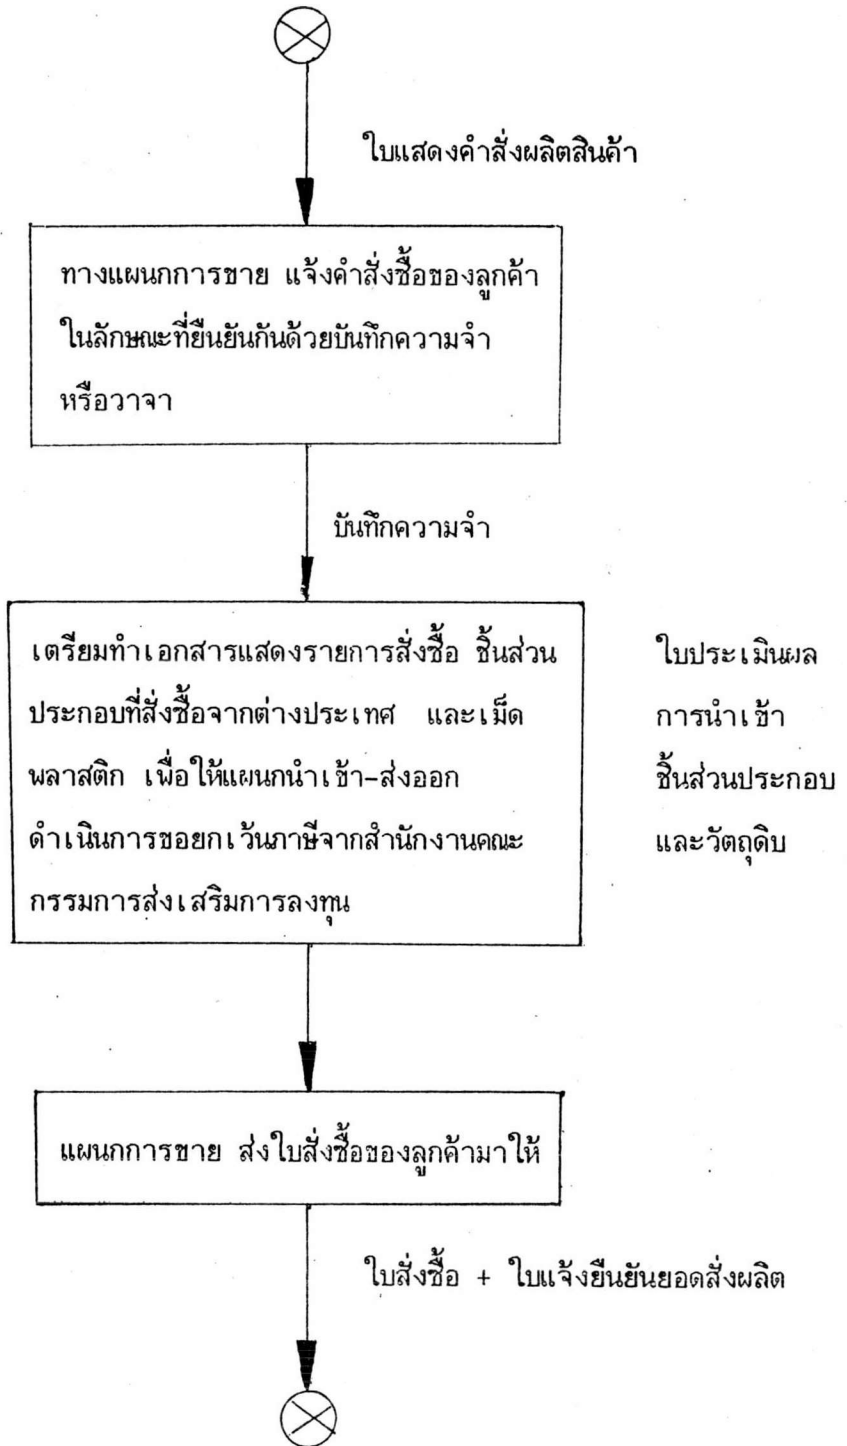 ใบแสดงคำสั่งผลิตสินค้า
ทางแผนกการขาย แจ้งคำสั่งซื้อของลูกค้า
ในลักษณะที่ยืนยันกันด้วยบันทึกความจำ
หรือวาจา
บันทึกความจำ
เตรียมทำเอกสารแสดงรายการสั่งซื้อ ชิ้นส่วน
ประกอบที่สั่งซื้อจากต่างประเทศ และเม็ด
พลาสติก เพื่อให้แผนกนำเข้า-ส่งออก
ดำเนินการขอยกเว้นภาษีจากสำนักงานคณะ
กรรมการส่งเสริมการลงทุน
ใบประเมินผล
การนำเข้า
ชิ้นส่วนประกอบ
และวัตถุดิบ
แผนกการขาย ส่งใบสั่งซื้อของลูกค้ามาให้
ใบสั่งซื้อ + ใบแจ้งยืนยันยอดสั่งผลิต